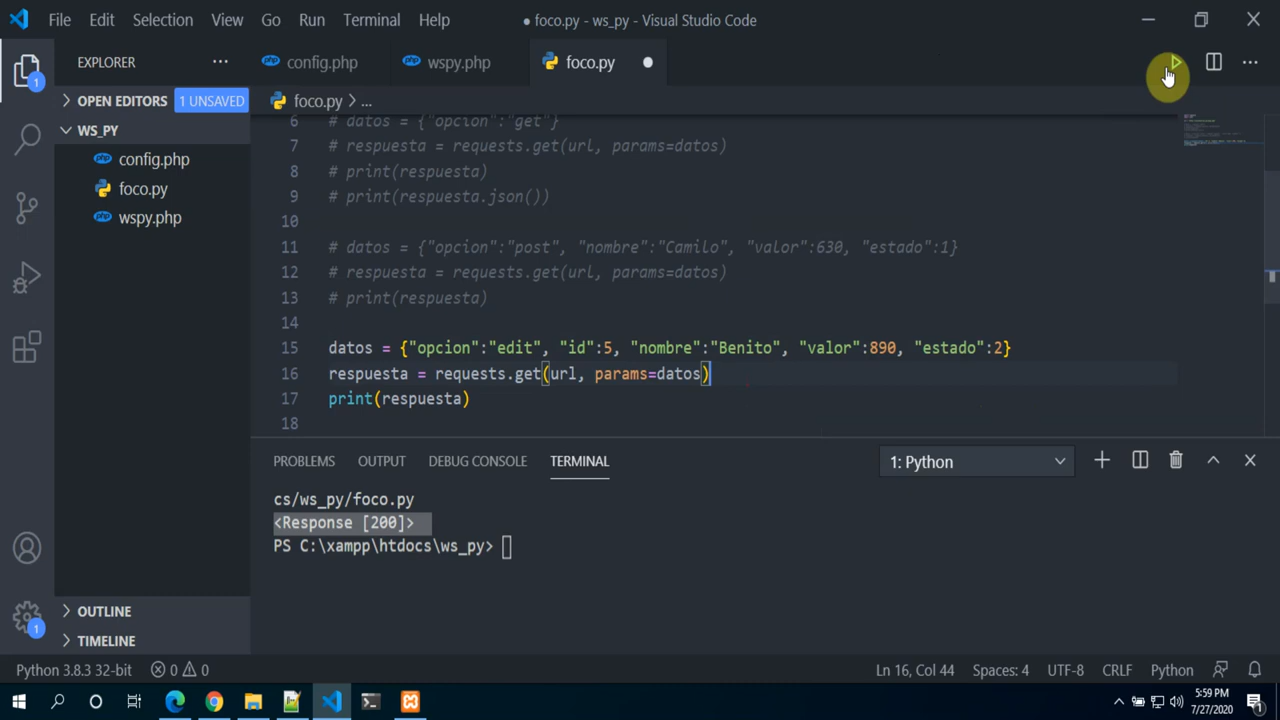 File Edit Selection View Go Run Terminal Help
● foco.py - ws_py - Visual Studio Code
EXPLORER ···
config.php wspy.php foco.py ●
OPEN EDITORS 1 UNSAVED
foco.py > ...
WS_PY
config.php
foco.py
wspy.php
6 # datos = {"opcion":"get"}
7 # respuesta = requests.get(url, params=datos)
8 # print(respuesta)
9 # print(respuesta.json())
10
11 # datos = {"opcion":"post", "nombre":"Camilo", "valor":630, "estado":1}
12 # respuesta = requests.get(url, params=datos)
13 # print(respuesta)
14
15 datos = {"opcion":"edit", "id":5, "nombre":"Benito", "valor":890, "estado":2}
16 respuesta = requests.get(url, params=datos)
17 print(respuesta)
18
PROBLEMS OUTPUT DEBUG CONSOLE TERMINAL 1: Python
cs/ws_py/foco.py
<Response [200]>
PS C:\xampp\htdocs\ws_py>
1
1
OUTLINE
TIMELINE
Python 3.8.3 32-bit 0 0 Ln 16, Col 44 Spaces: 4 UTF-8 CRLF Python
5:59 PM
7/27/2020
1